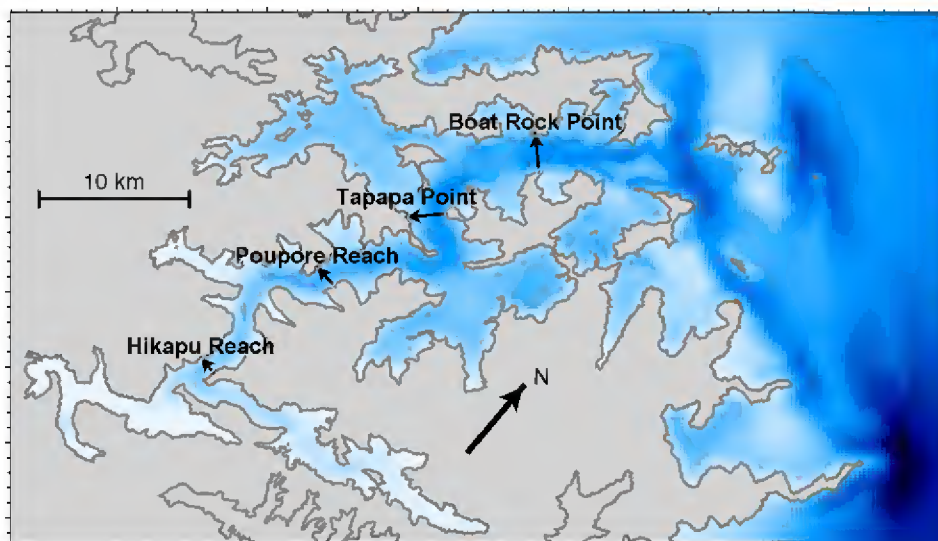 Boat Rock Point
10 km
Tapapa Point
Poupore Reach
Hikapu Reach
N